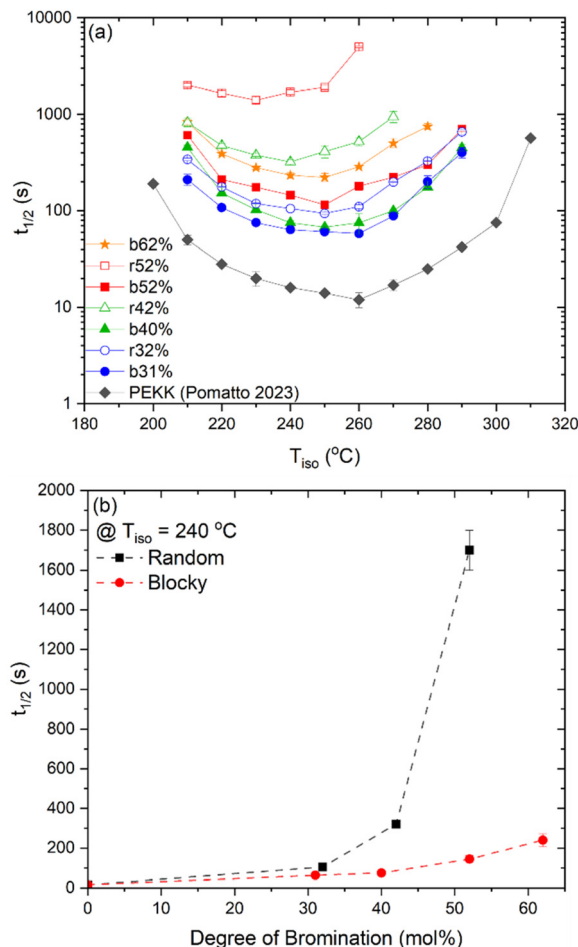 (a)
10000
1000
100
10
1
t1/2 (s)
b62%
r52%
b52%
r42%
b40%
r32%
b31%
PEKK (Pomatto 2023)
180 200 220 240 260 280 300 320
Tiso (°C)
(b)
@ Tiso = 240 °C
Random
Blocky
2000
1800
1600
1400
1200
1000
800
600
400
200
0
t1/2 (s)
0 10 20 30 40 50 60
Degree of Bromination (mol%)